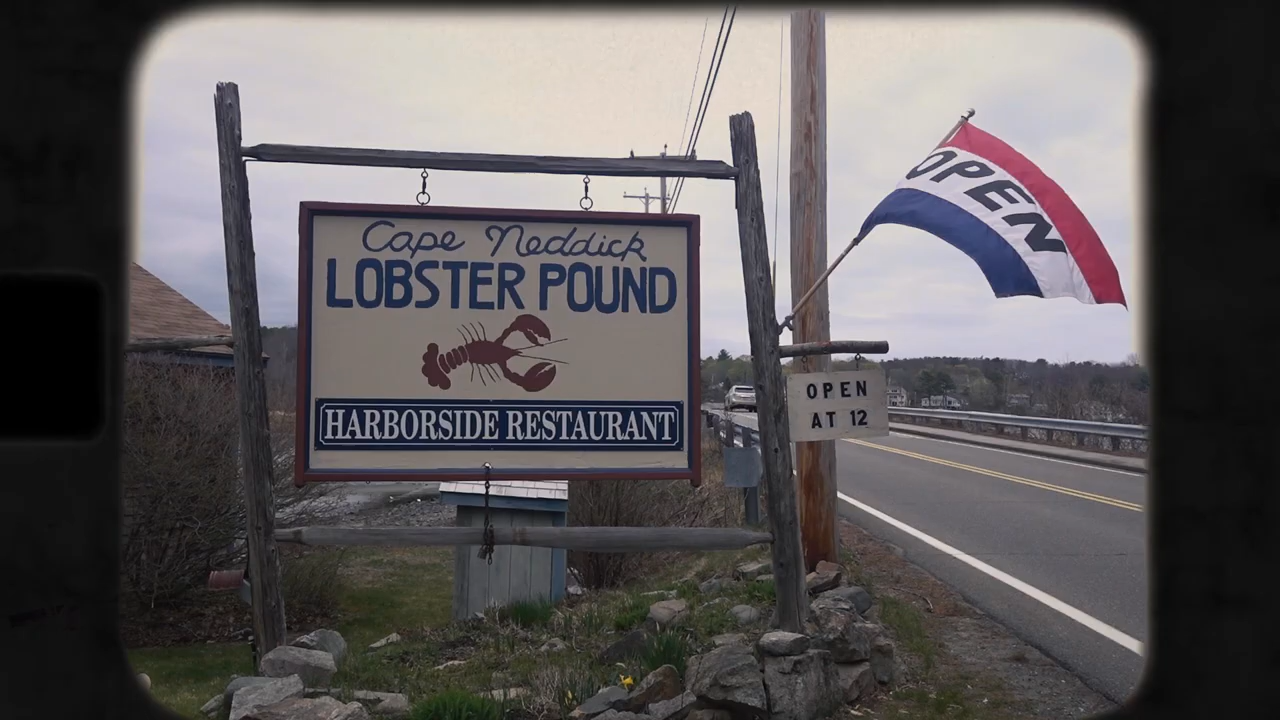 Cape Neddick
LOBSTER POUND
HARBORSIDE RESTAURANT
OPEN
OPEN
AT 12